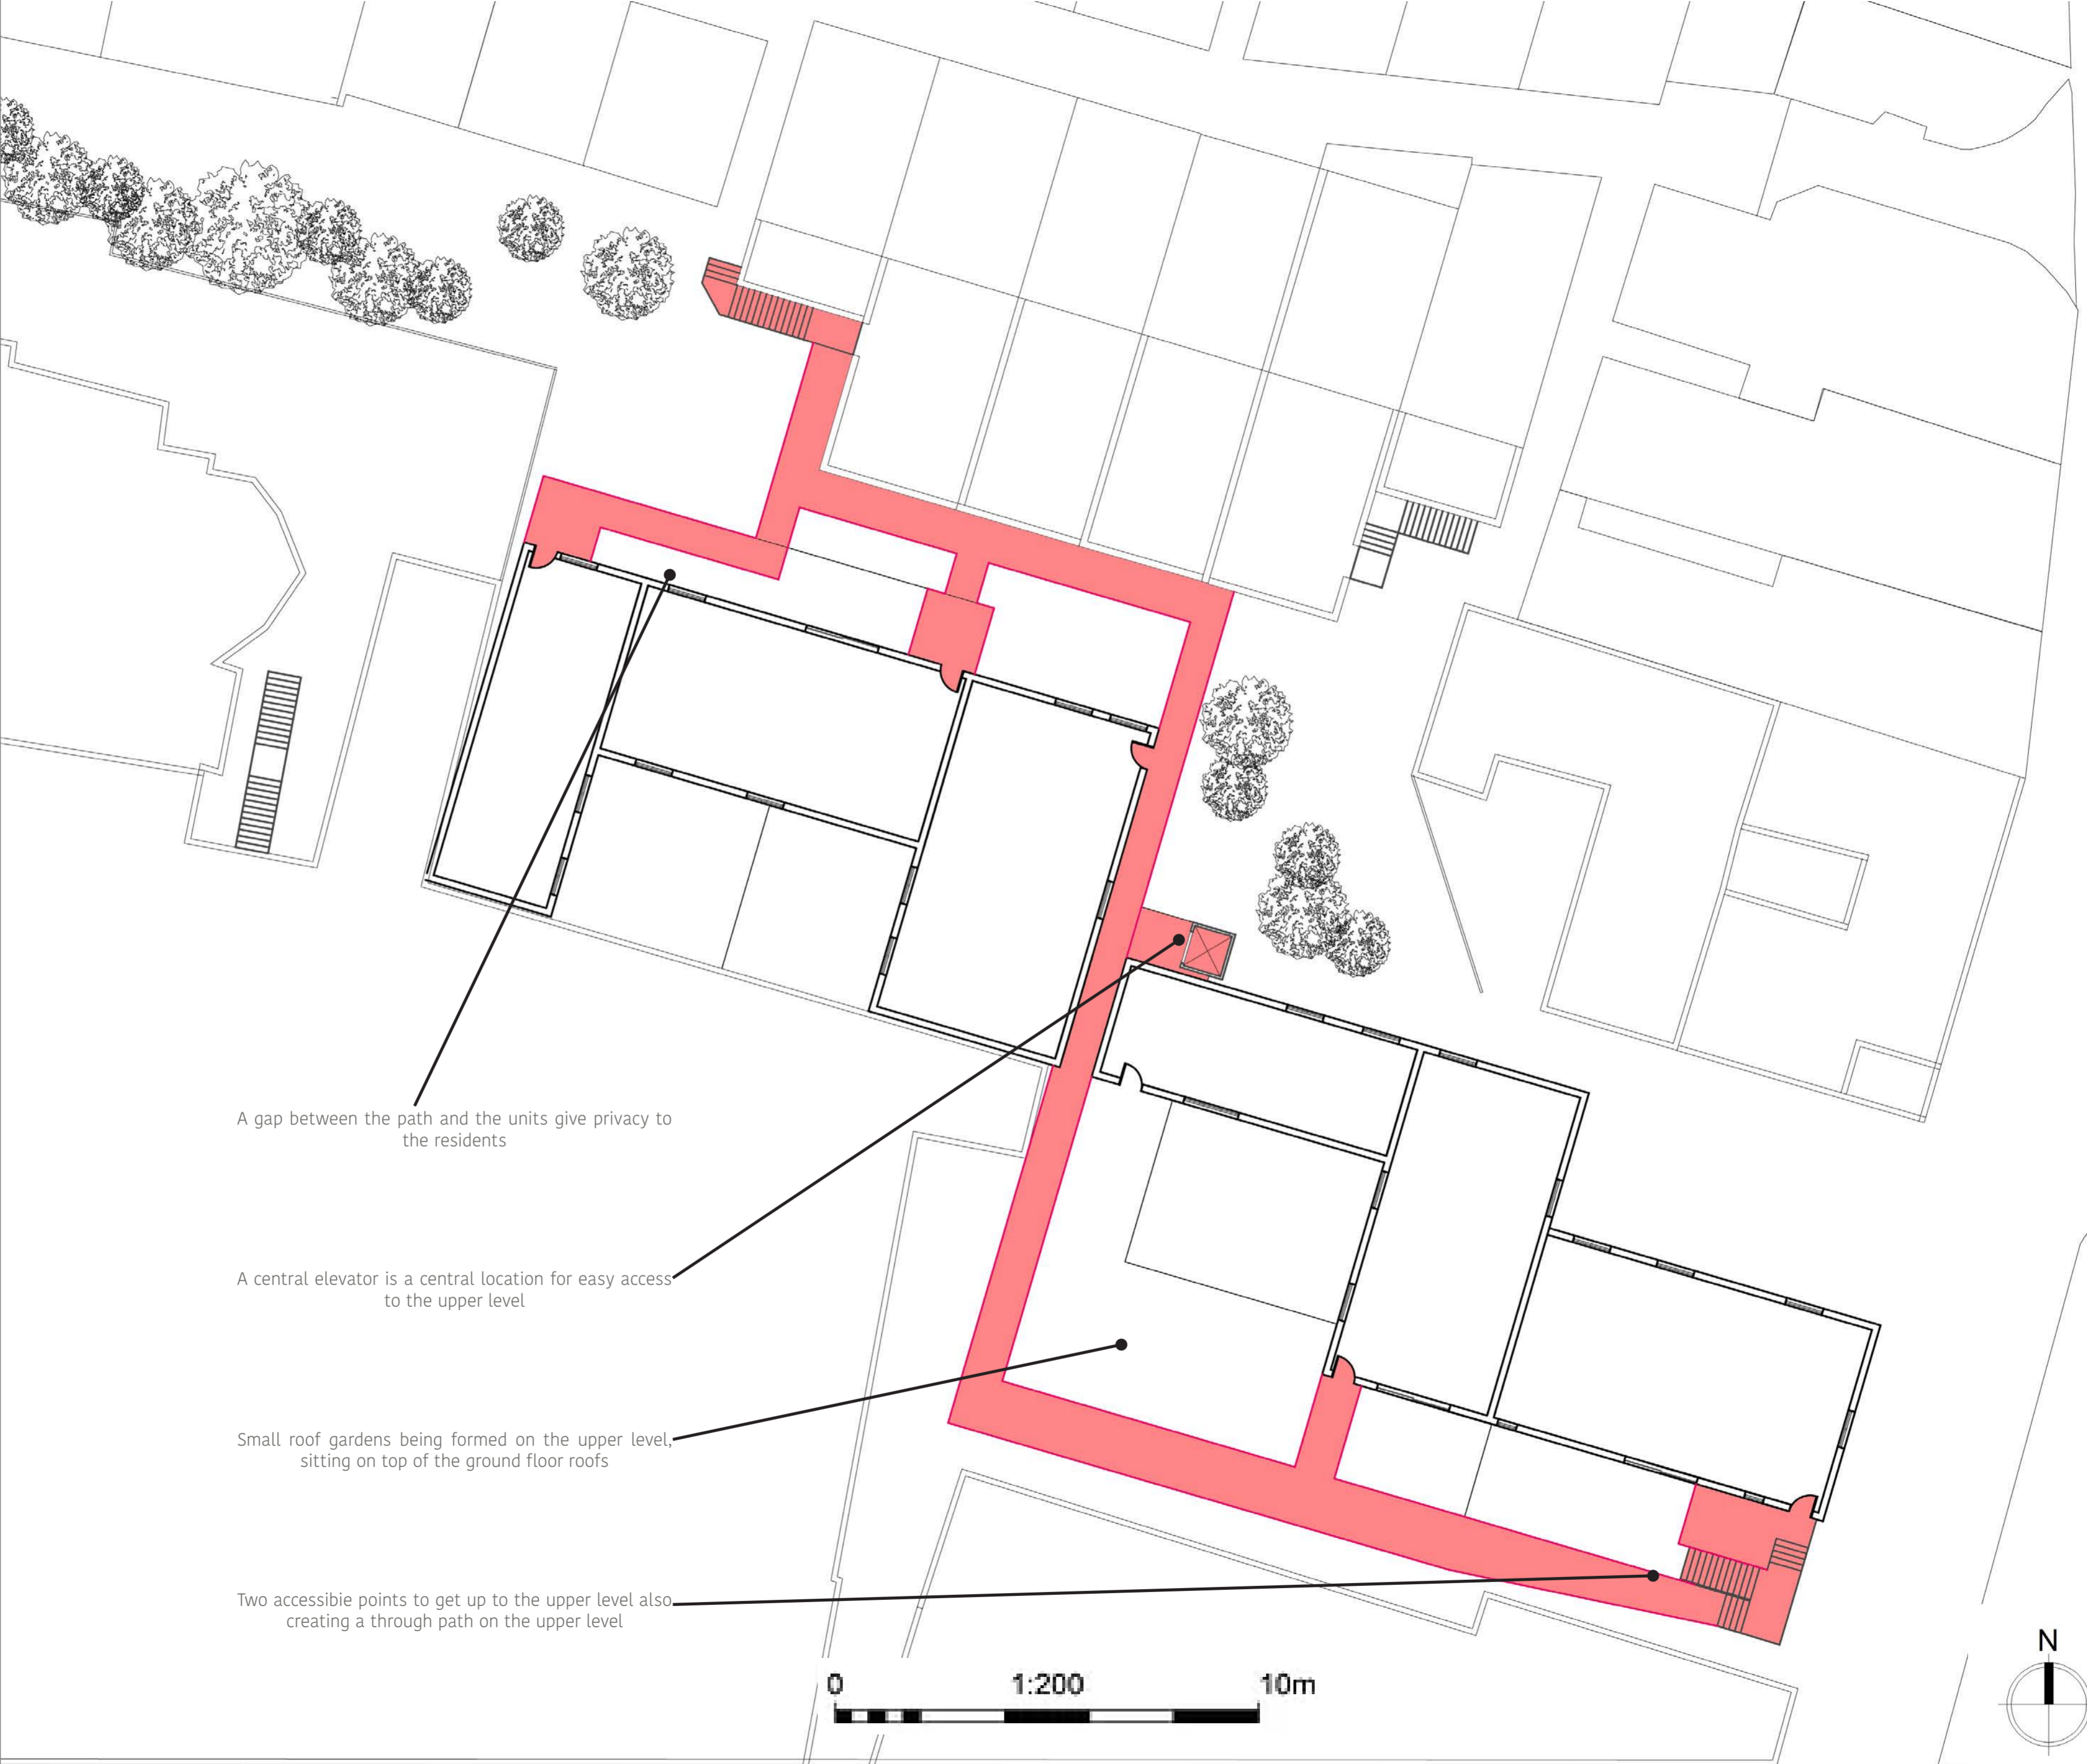 A gap between the path and the units give privacy to
the residents
A central elevator is a central location for easy access
to the upper level
Small roof gardens being formed on the upper level,
sitting on top of the ground floor roofs
Two accessibie points to get up to the upper level also
creating a through path on the upper level
0 1:200 10m
N